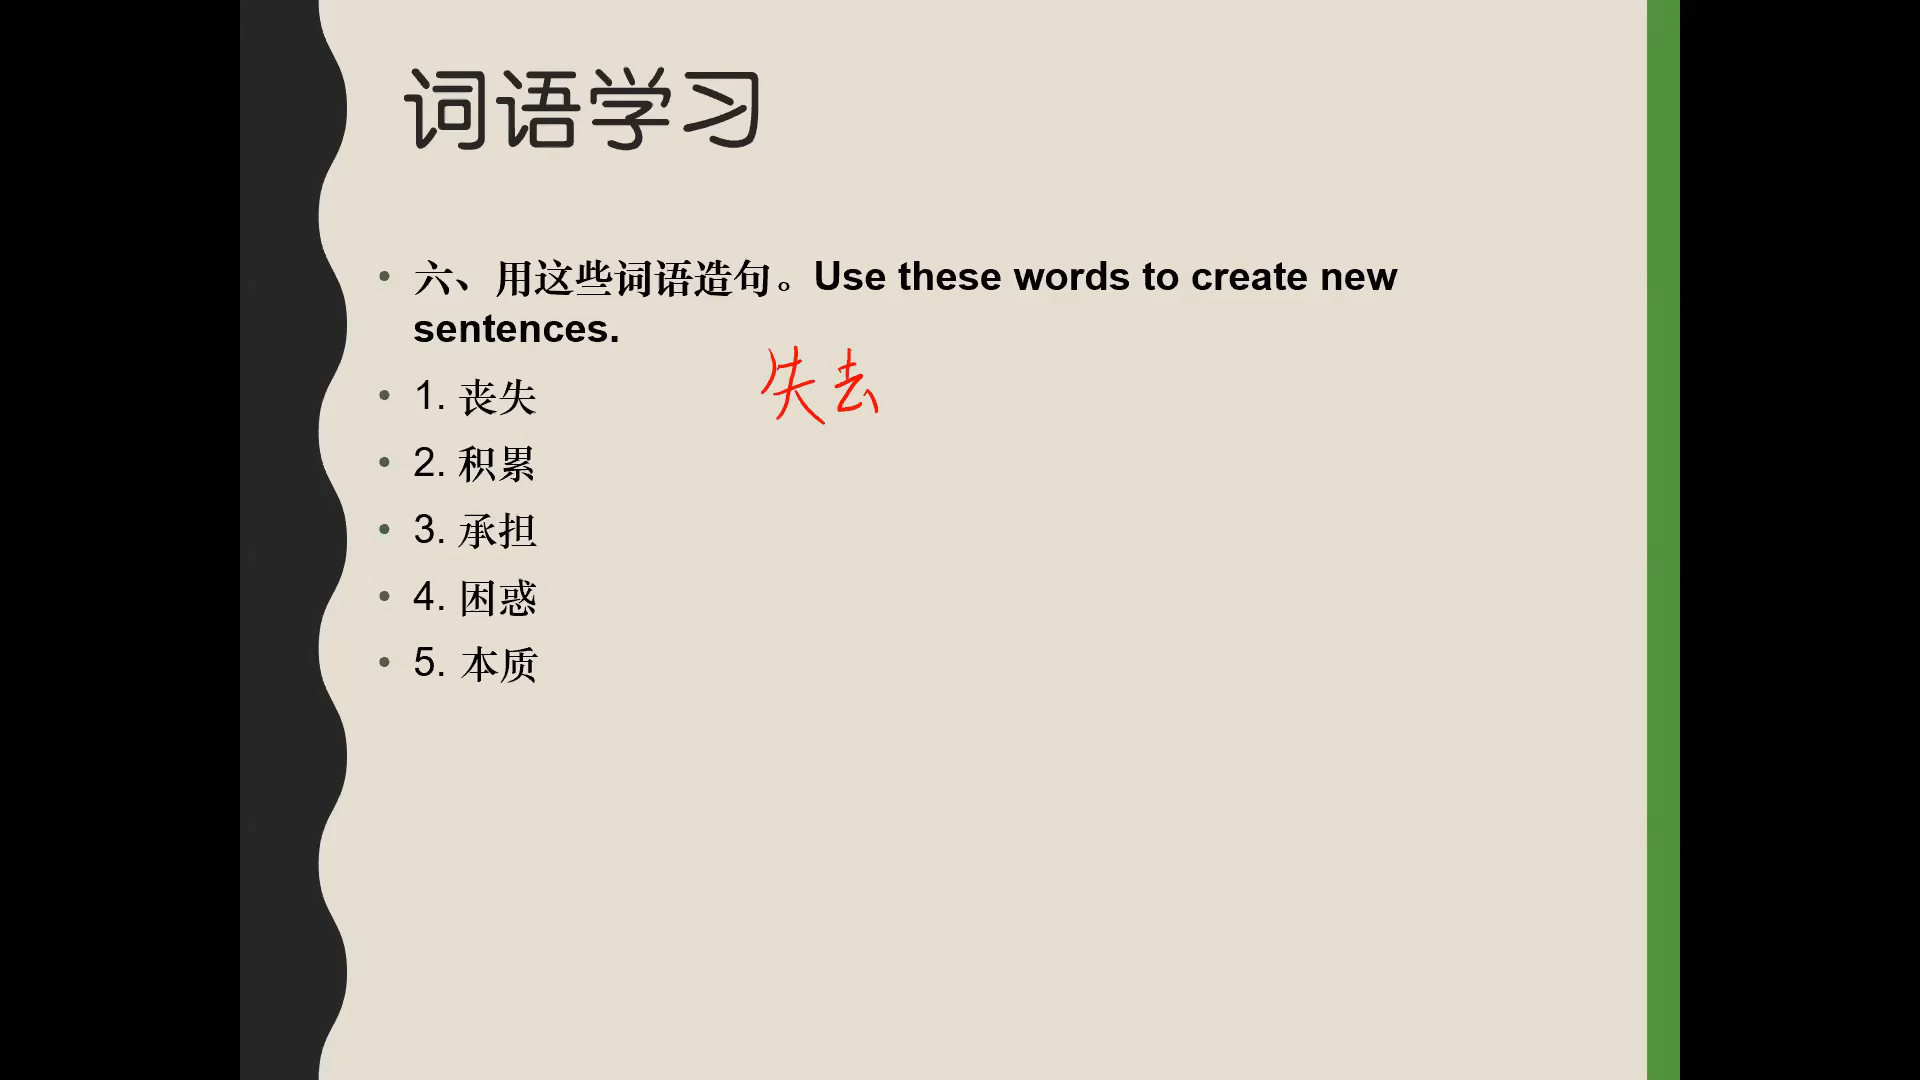 词语学习
六、用这些词语造句。Use these words to create new
sentences.
失去
1. 丧失
2. 积累
3. 承担
4. 困惑
5. 本质